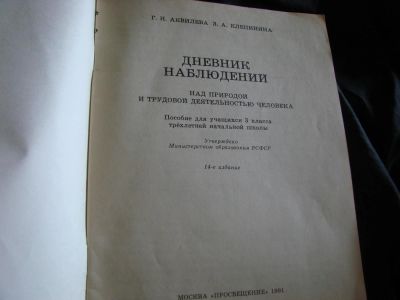 Г. Н. АКВИЛЕВА З. А. КЛЕПИНИНА
ДНЕВНИК
НАБЛЮДЕНИЙ
НАД ПРИРОДОЙ
И ТРУДОВОЙ ДЕЯТЕЛЬНОСТЬЮ ЧЕЛОВЕКА
Пособие для учащихся 3 класса
трёхлетней начальной школы
Утверждено
Министерством образования РСФСР
14-е издание
МОСКВА «ПРОСВЕЩЕНИЕ» 1991